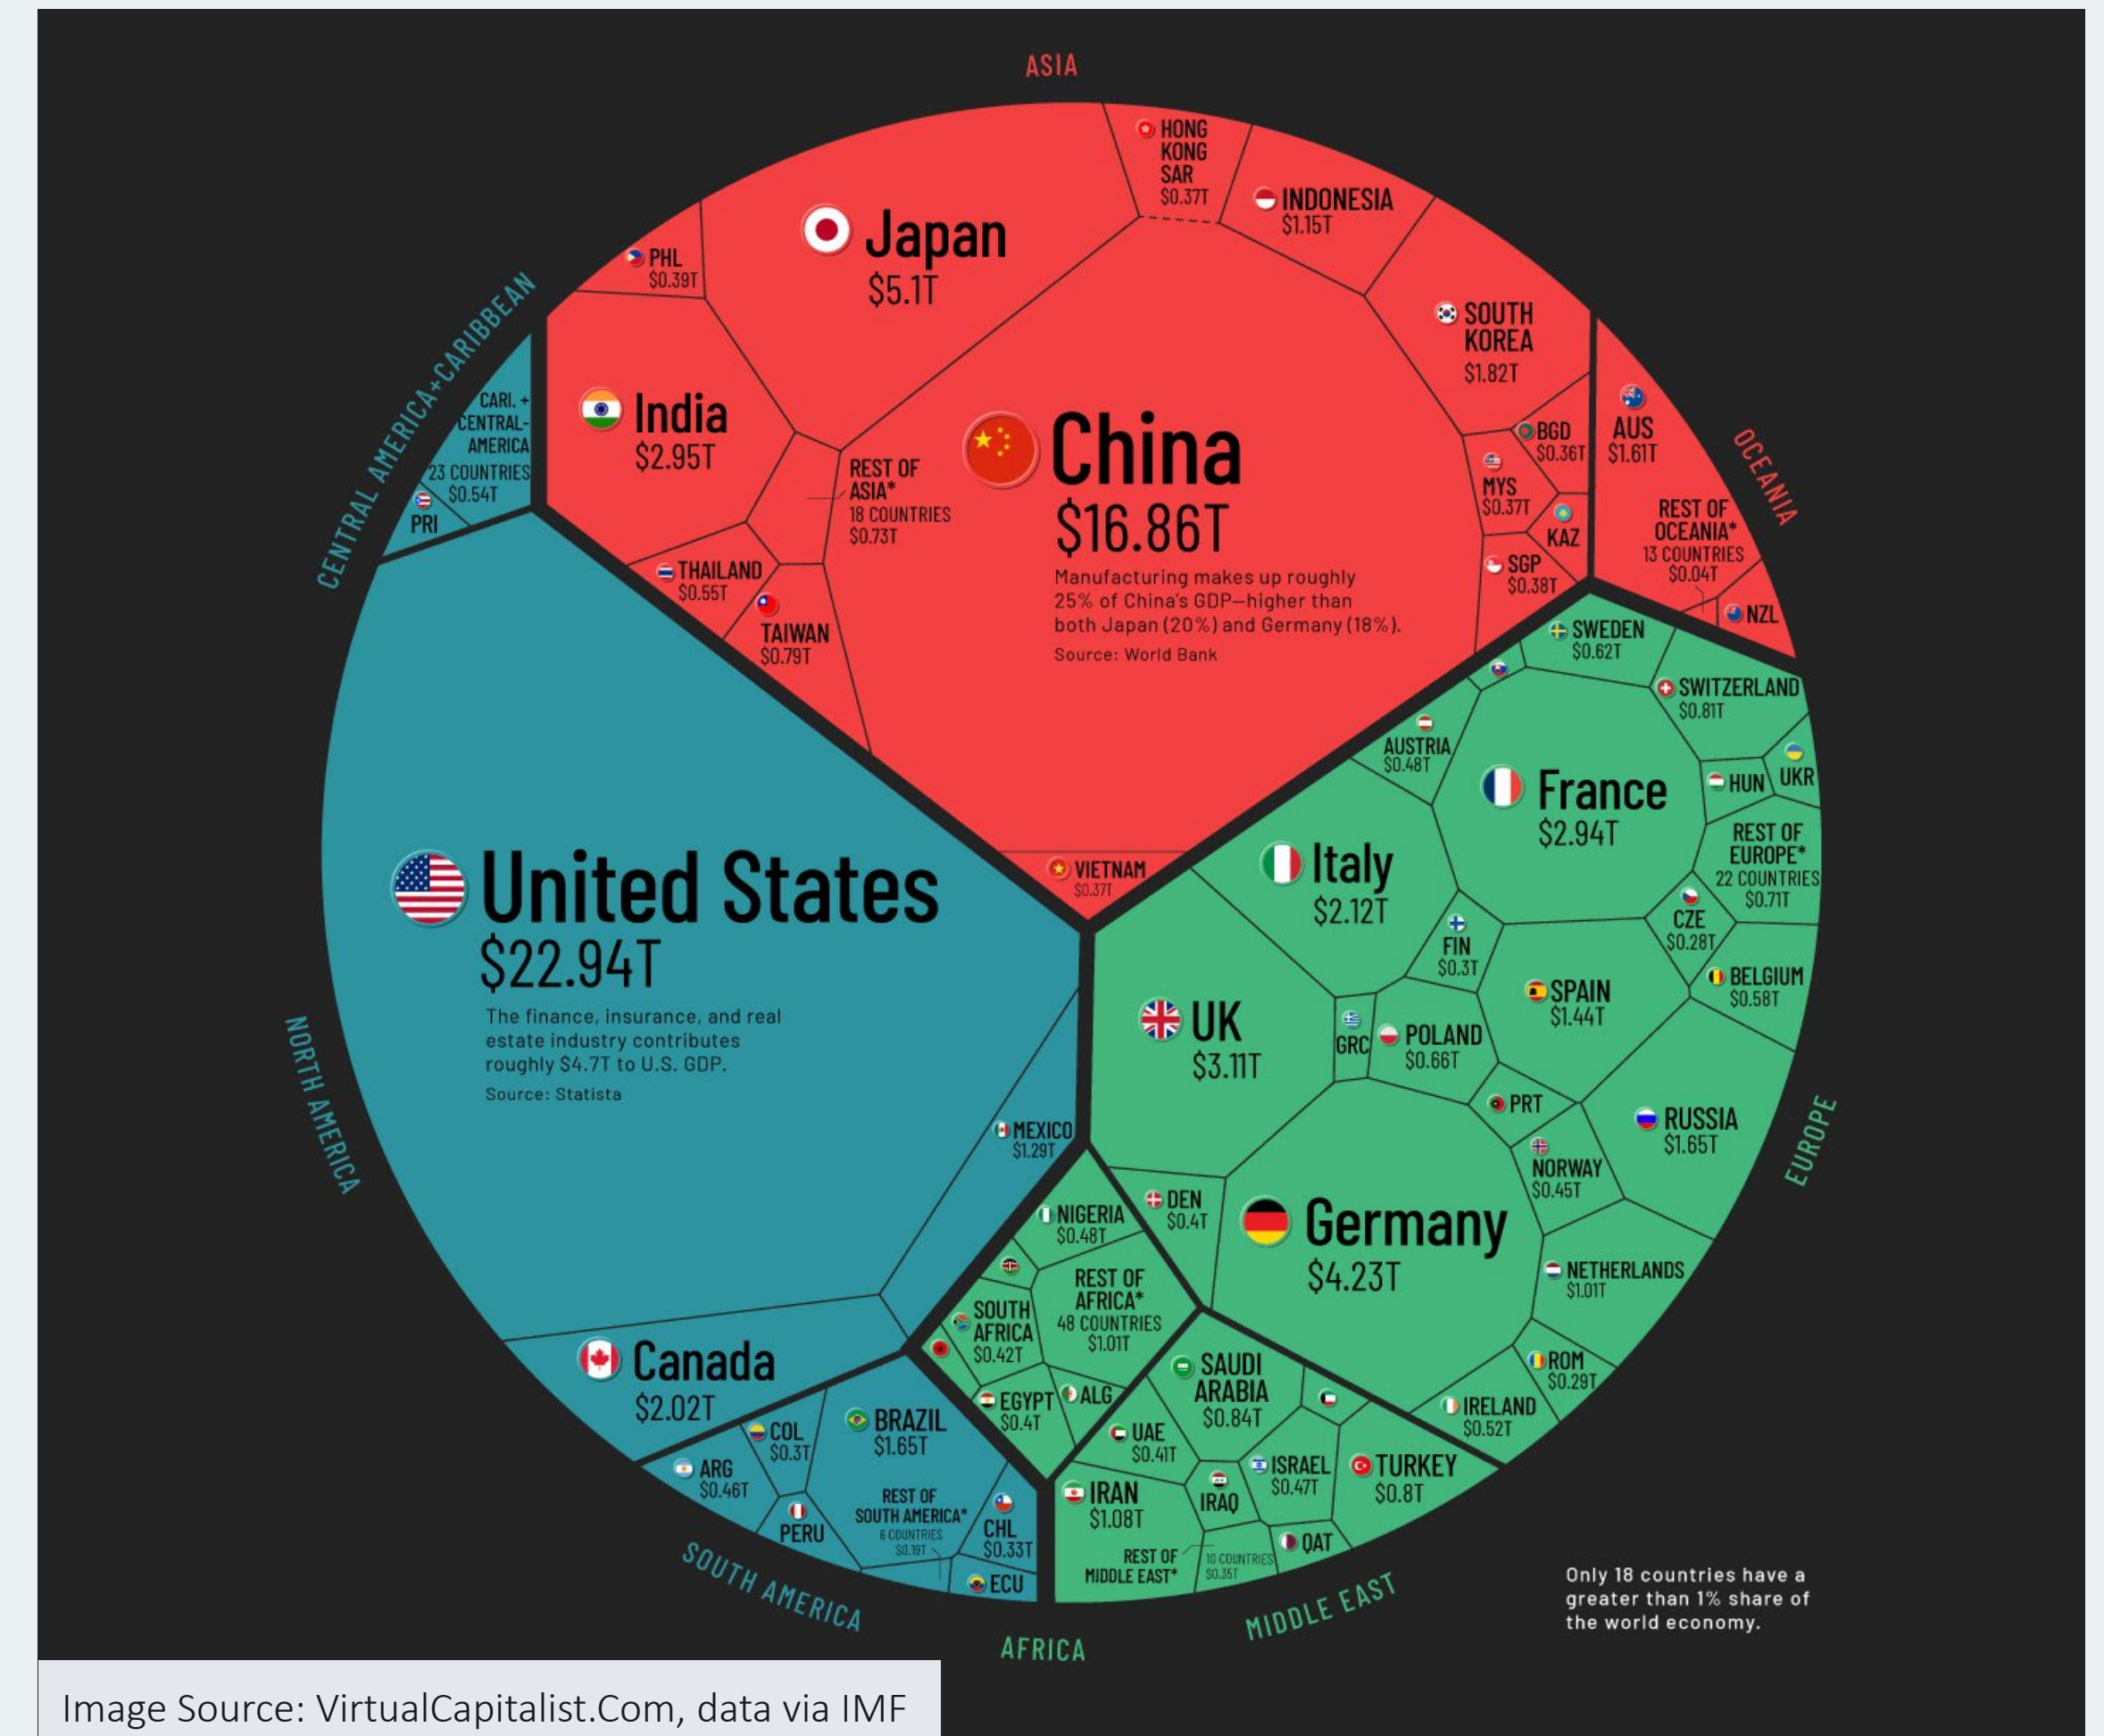 ASIA
HONG
KONG
SAR
$0.37T
INDONESIA
$1.15T
Japan
$5.1T
PHL
$0.39T
SOUTH
KOREA
$1.82T
CENTRAL AMERICA+CARIBBEAN
CARI. +
CENTRAL-
AMERICA
23 COUNTRIES
$0.54T
PRI
India
$2.95T
China
$16.86T
Manufacturing makes up roughly
25% of China's GDP—higher than
both Japan (20%) and Germany (18%).
Source: World Bank
REST OF
ASIA*
18 COUNTRIES
$0.73T
BGD
$0.36T
MYS
$0.37T
KAZ
SGP
$0.38T
AUS
$1.61T
OCEANIA
REST OF
OCEANIA*
13 COUNTRIES
$0.04T
NZL
THAILAND
$0.55T
TAIWAN
$0.79T
VIETNAM
$0.37T
SWEDEN
$0.62T
SWITZERLAND
$0.81T
AUSTRIA
$0.48T
France
$2.94T
HUN
UKR
REST OF
EUROPE*
22 COUNTRIES
$0.71T
Italy
$2.12T
FIN
$0.3T
CZE
$0.28T
BELGIUM
$0.58T
SPAIN
$1.44T
UK
$3.11T
GRC
POLAND
$0.66T
PRT
RUSSIA
$1.65T
EUROPE
NORWAY
$0.45T
United States
$22.94T
The finance, insurance, and real
estate industry contributes
roughly $4.7T to U.S. GDP.
Source: Statista
NORTH AMERICA
MEXICO
$1.29T
Canada
$2.02T
DEN
$0.4T
Germany
$4.23T
NETHERLANDS
$1.01T
ROM
$0.29T
IRELAND
$0.52T
NIGERIA
$0.48T
REST OF
AFRICA*
48 COUNTRIES
$1.01T
SOUTH
AFRICA
$0.42T
EGYPT
$0.4T
ALG
SAUDI
ARABIA
$0.84T
UAE
$0.41T
ISRAEL
$0.47T
TURKEY
$0.8T
IRAN
$1.08T
IRAQ
QAT
REST OF
MIDDLE EAST*
10 COUNTRIES
$0.35T
COL
$0.3T
BRAZIL
$1.65T
ARG
$0.46T
PERU
REST OF
SOUTH AMERICA*
6 COUNTRIES
$0.19T
CHL
$0.33T
ECU
SOUTH AMERICA
AFRICA
MIDDLE EAST
Only 18 countries have a
greater than 1% share of
the world economy.
Image Source: VirtualCapitalist.Com, data via IMF